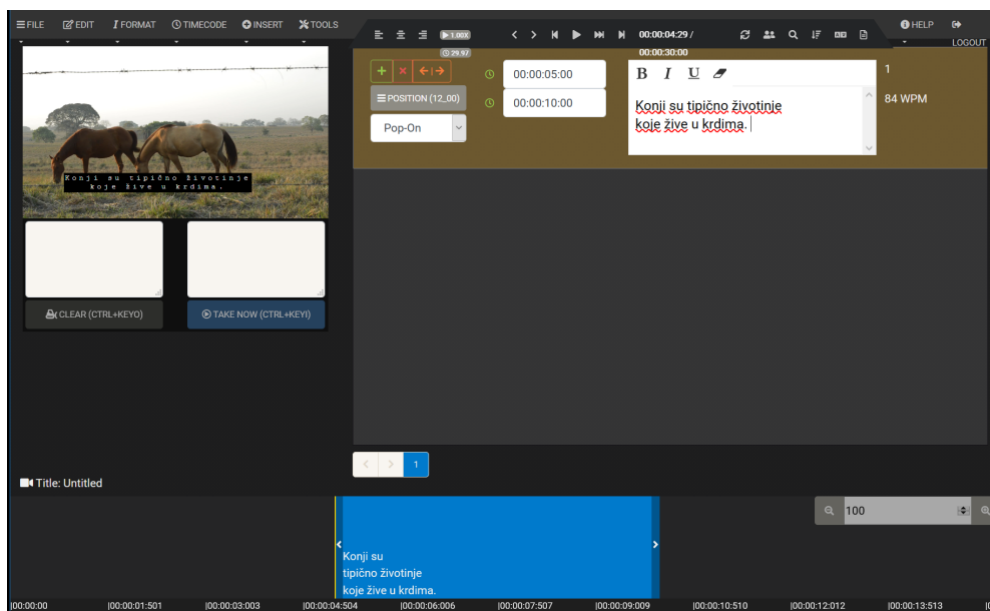 FILE EDIT FORMAT TIMECODE INSERT TOOLS
1.00X
29.97
00:00:04:29 /
00:00:30:00
HELP
LOGOUT
Konji su tipično životinje
koje žive u krdima.
CLEAR (CTRL+KEYO)
TAKE NOW (CTRL+KEYI)
POSITION (12_00)
Pop-On
00:00:05:00
00:00:10:00
B I U
Konji su tipično životinje
koje žive u krdima.
1
84 WPM
1
Title: Untitled
100
Konji su
tipično životinje
koje žive u krdima.
|00:00:00 |00:00:01:501 |00:00:03:003 |00:00:04:504 |00:00:06:006 |00:00:07:507 |00:00:09:009 |00:00:10:510 |00:00:12:012 |00:00:13:513